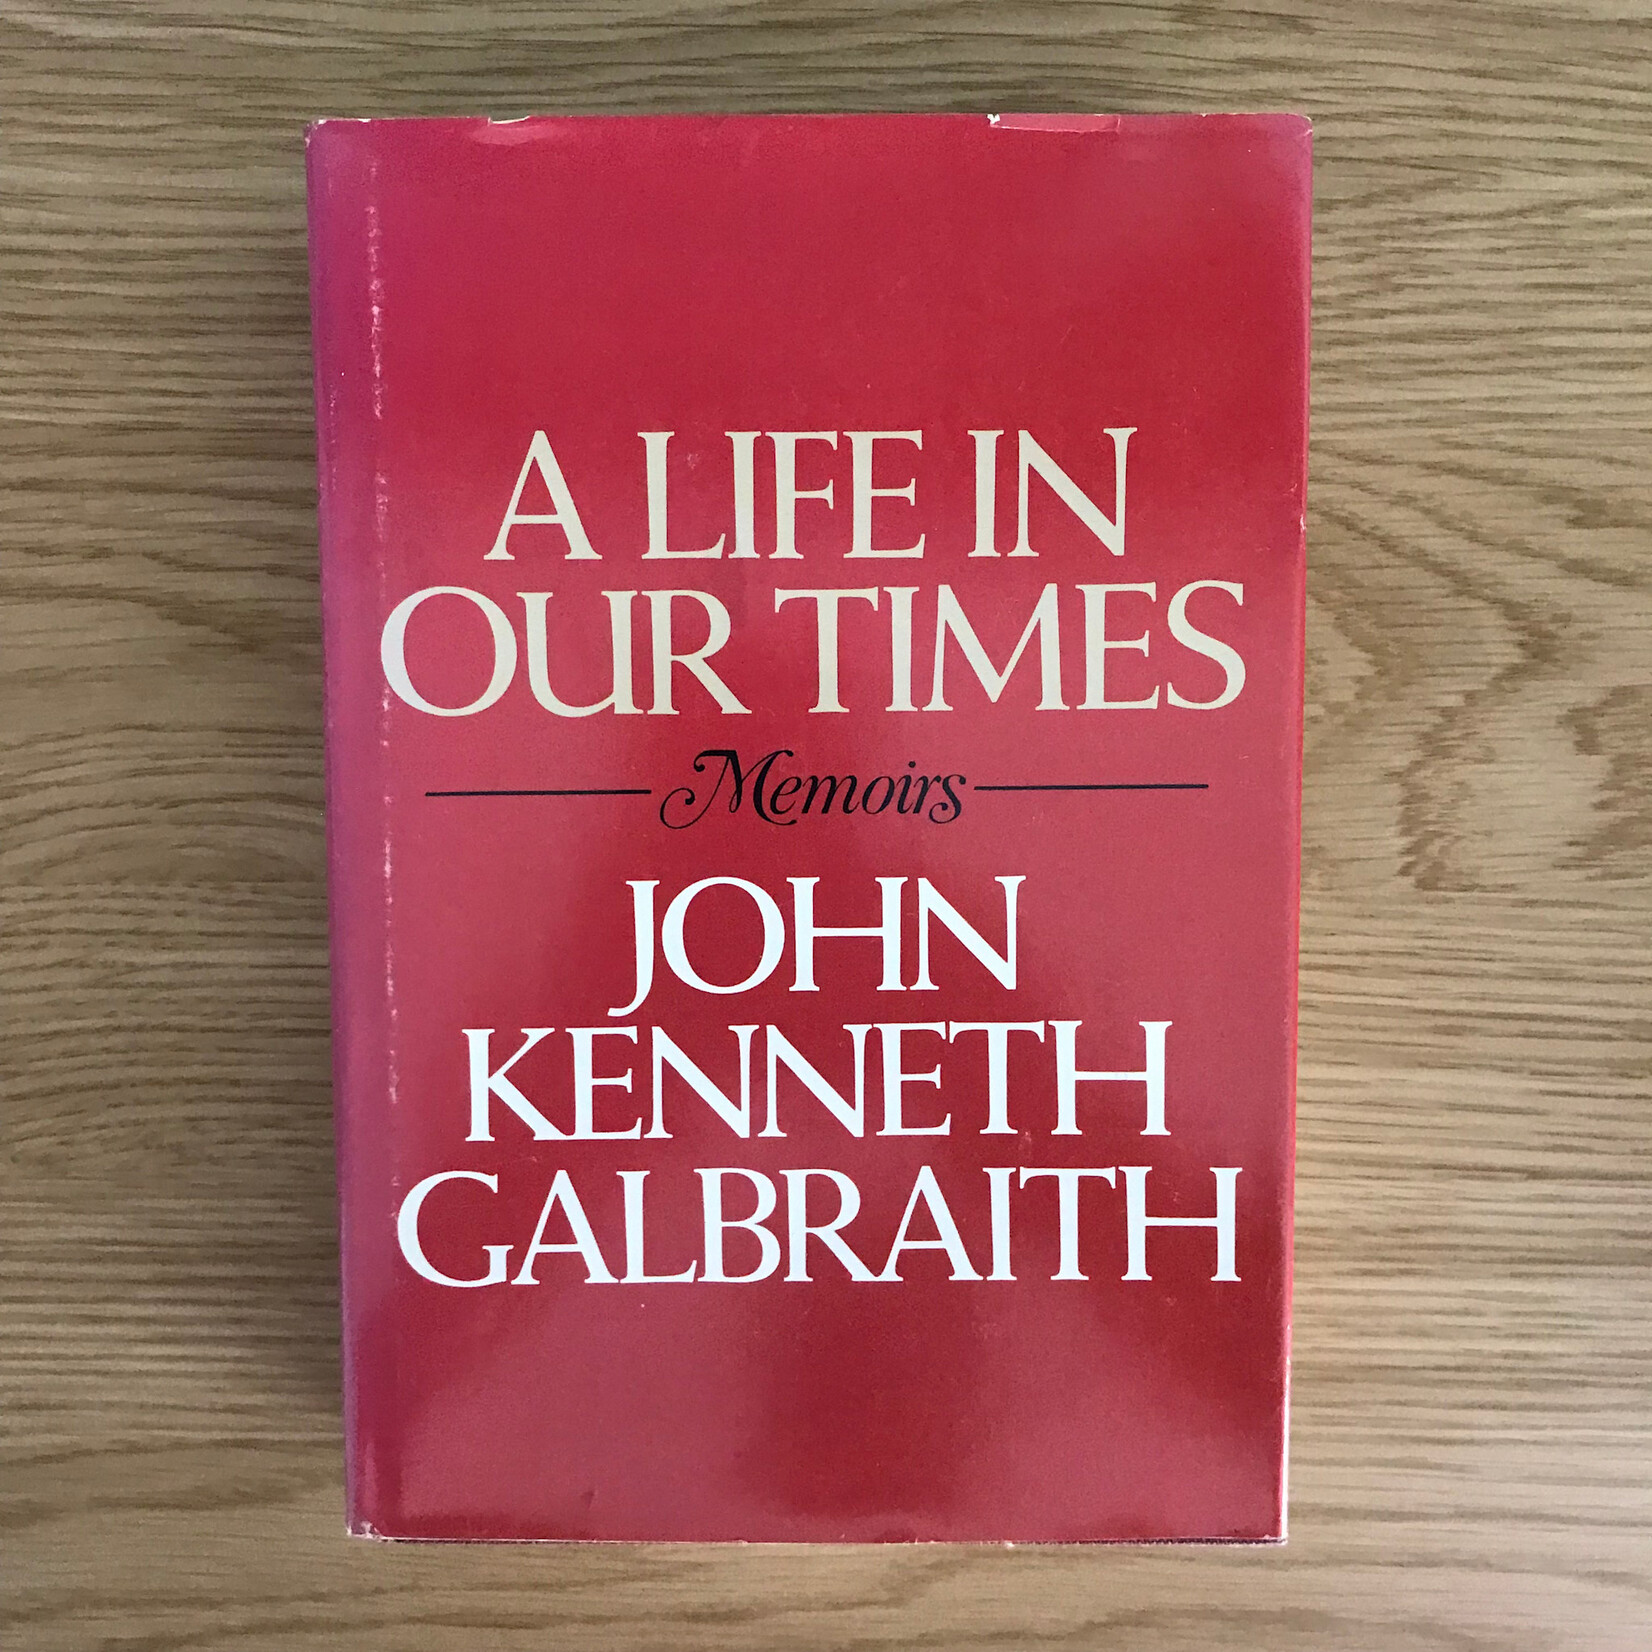 A LIFE IN
OUR TIMES
Memoirs
JOHN
KENNETH
GALBRAITH